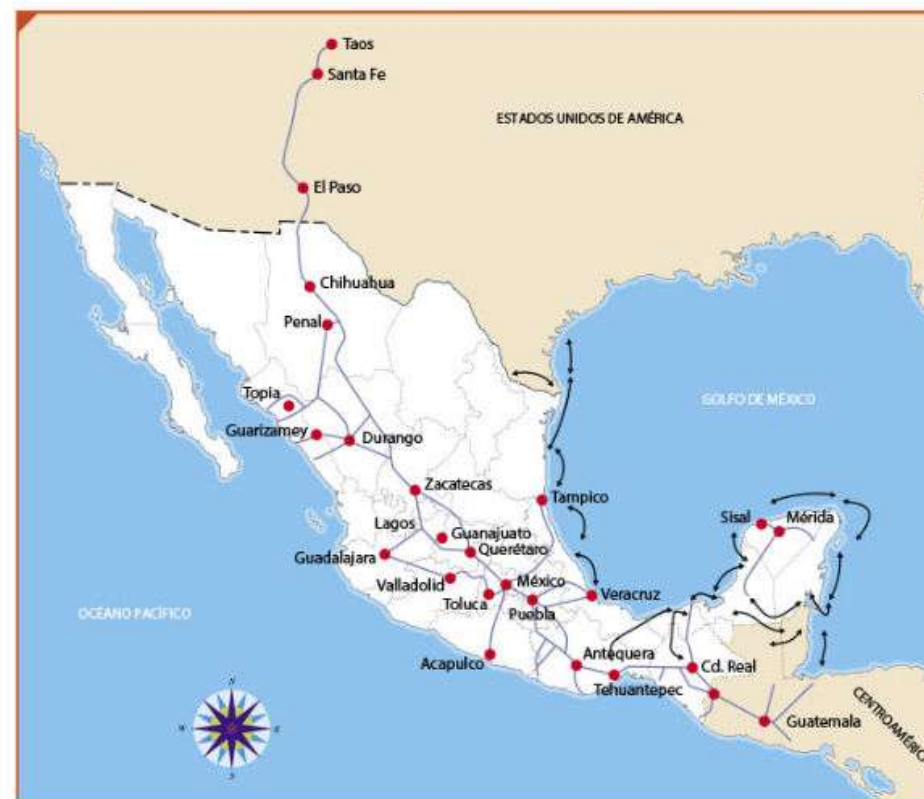 Taos
Santa Fe
ESTADOS UNIDOS DE AMÉRICA
El Paso
Chihuahua
Penal
Topia
GOLFO DE MÉXICO
Guarizamey
Durango
Zacatecas
Tampico
Lagos
Guanajuato
Sisal
Mérida
Querétaro
Guadalajara
Valladolid
México
Toluca
Puebla
Veracruz
OCÉANO PACÍFICO
Antequera
Acapulco
Cd. Real
Tehuantepec
CENTROAMÉRIC
Guatemala
N
W
E
S